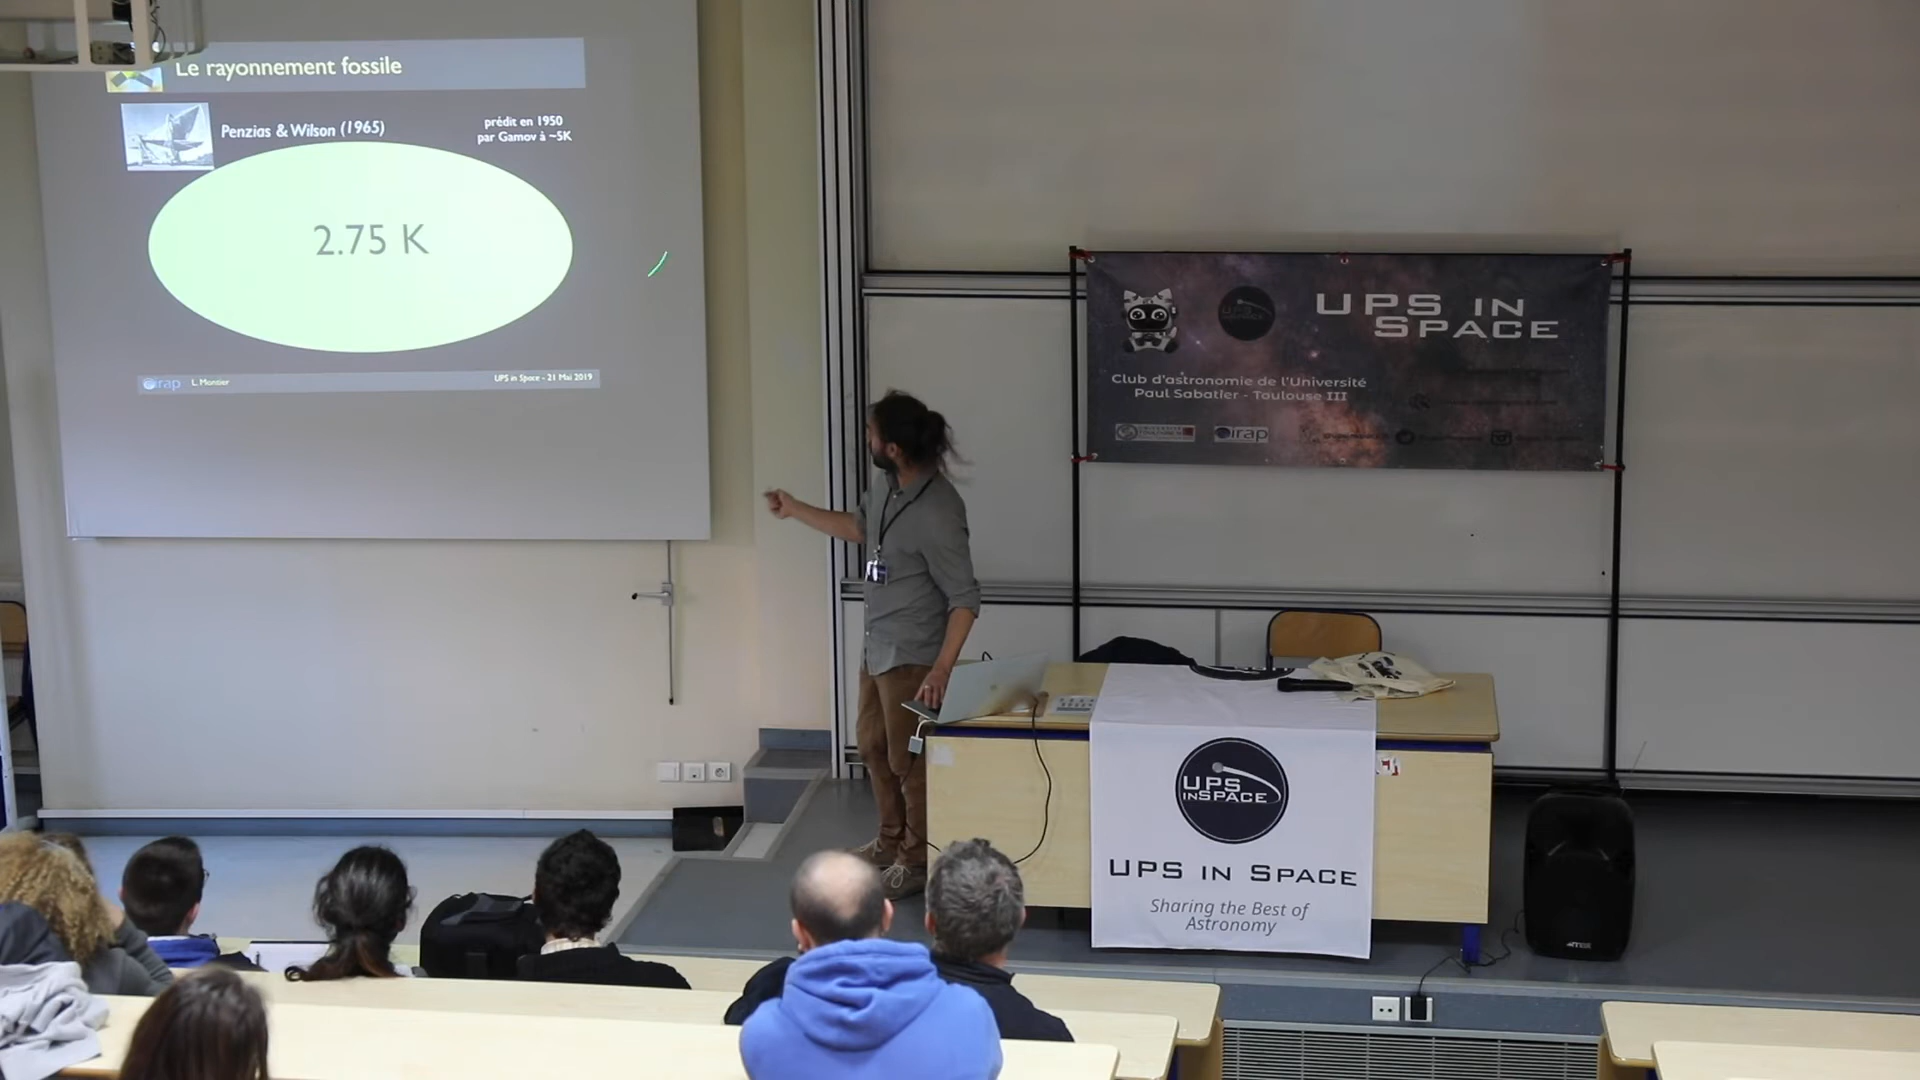 Le rayonnement fossile
Penzias & Wilson (1965)
prédit en 1950
par Gamov à ~5K
2.75 K
irap
L. Montier
UPS in Space - 21 Mai 2019
UPS IN
SPACE
Club d'astronomie de l'Université
Paul Sabatier - Toulouse III
irap
UPS
INSPACE
UPS IN SPACE
Sharing the Best of
Astronomy